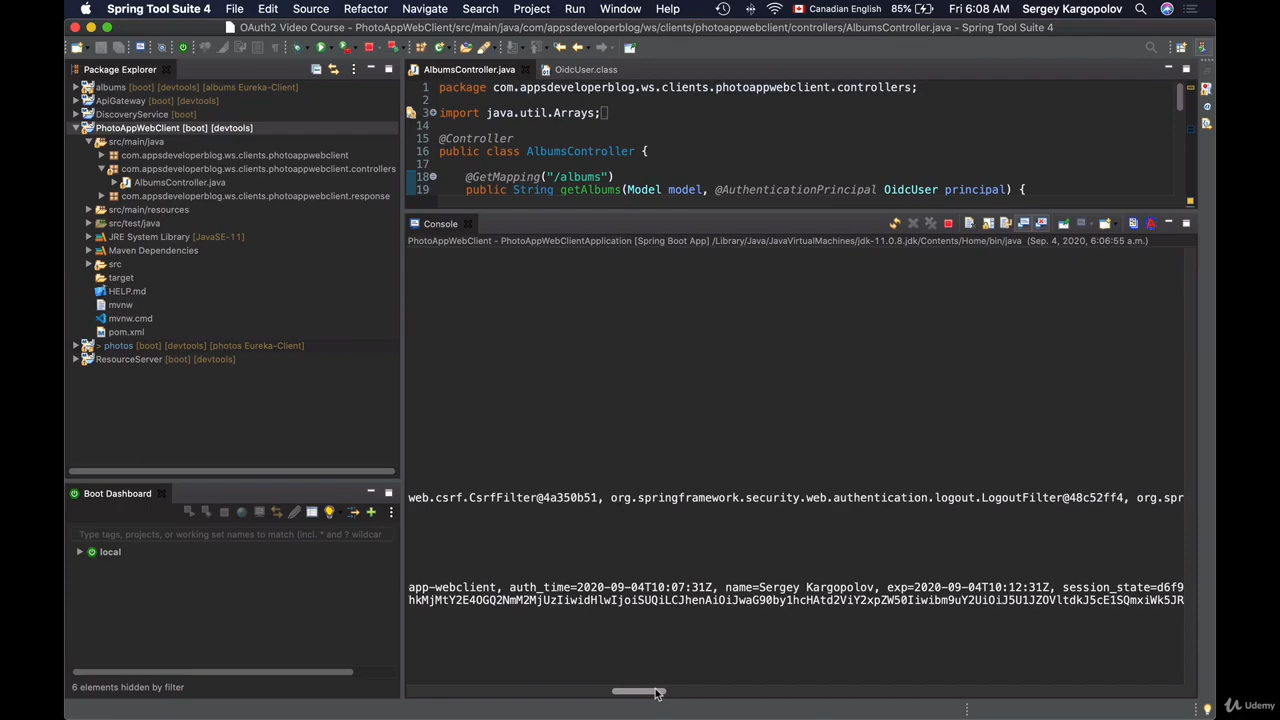 Spring Tool Suite 4 File Edit Source Refactor Navigate Search Project Run Window Help Canadian English 85% Fri 6:08 AM Sergey Kargopolov
OAuth2 Video Course - PhotoAppWebClient/src/main/java/com/appsdeveloperblog/ws/clients/photoappwebclient/controllers/AlbumsController.java - Spring Tool Suite 4
Package Explorer
albums [boot] [devtools] [albums Eureka-Client]
ApiGateway [boot] [devtools]
DiscoveryService [boot]
PhotoAppWebClient [boot] [devtools]
src/main/java
com.appsdeveloperblog.ws.clients.photoappwebclient
com.appsdeveloperblog.ws.clients.photoappwebclient.controllers
AlbumsController.java
com.appsdeveloperblog.ws.clients.photoappwebclient.response
src/main/resources
src/test/java
JRE System Library [JavaSE-11]
Maven Dependencies
src
target
HELP.md
mvnw
mvnw.cmd
pom.xml
> photos [boot] [devtools] [photos Eureka-Client]
ResourceServer [boot] [devtools]
Boot Dashboard
Type tags, projects, or working set names to match (incl. * and ? wildcar
local
6 elements hidden by filter
AlbumsController.java OidcUser.class
1 package com.appsdeveloperblog.ws.clients.photoappwebclient.controllers;
2
3 import java.util.Arrays;
14
15 @Controller
16 public class AlbumsController {
17
18 @GetMapping("/albums")
19 public String getAlbums(Model model, @AuthenticationPrincipal OidcUser principal) {
Console
PhotoAppWebClient - PhotoAppWebClientApplication [Spring Boot App] /Library/Java/JavaVirtualMachines/jdk-11.0.8.jdk/Contents/Home/bin/java (Sep. 4, 2020, 6:06:55 a.m.)
web.csrf.CsrfFilter@4a350b51, org.springframework.security.web.authentication.logout.LogoutFilter@48c52ff4, org.spr
app-webclient, auth_time=2020-09-04T10:07:31Z, name=Sergey Kargopolov, exp=2020-09-04T10:12:31Z, session_state=d6f9
Udemy